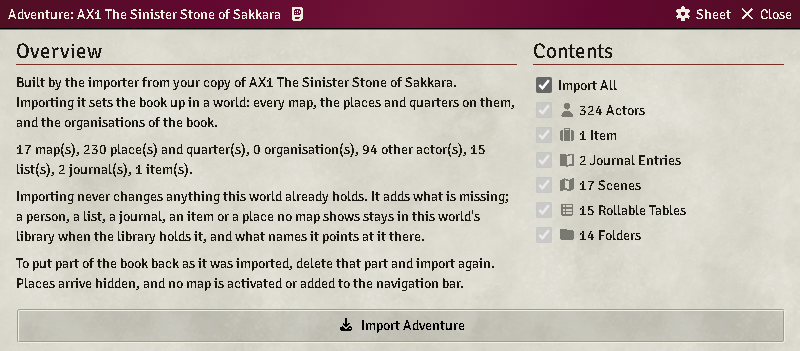 Adventure: AX1 The Sinister Stone of Sakkara
Sheet
Close
Overview
Built by the importer from your copy of AX1 The Sinister Stone of Sakkara.
Importing it sets the book up in a world: every map, the places and quarters on them,
and the organisations of the book.
17 map(s), 230 place(s) and quarter(s), 0 organisation(s), 94 other actor(s), 15
list(s), 2 journal(s), 1 item(s).
Importing never changes anything this world already holds. It adds what is missing;
a person, a list, a journal, an item or a place no map shows stays in this world's
library when the library holds it, and what names it points at it there.
To put part of the book back as it was imported, delete that part and import again.
Places arrive hidden, and no map is activated or added to the navigation bar.
Contents
Import All
324 Actors
1 Item
2 Journal Entries
17 Scenes
15 Rollable Tables
14 Folders
Import Adventure